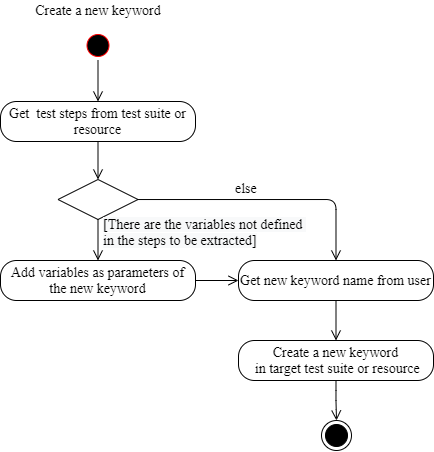 Create a new keyword
Get  test steps from test suite or
resource
else
[There are the variables not defined
in the steps to be extracted]
Add variables as parameters of
the new keyword
Get new keyword name from user
Create a new keyword
in target test suite or resource